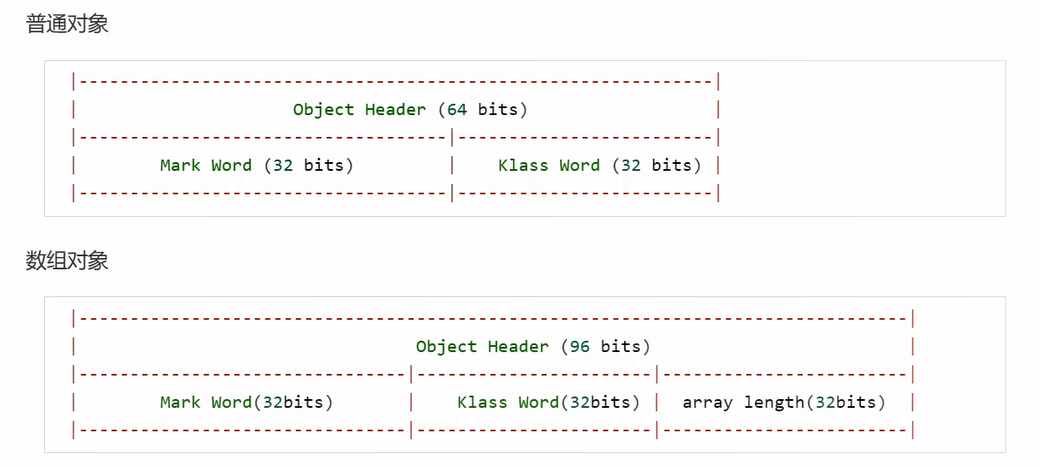 普通对象
|--------------------------------------------------------------|
| Object Header (64 bits) |
|------------------------------------|-------------------------|
| Mark Word (32 bits) | Klass Word (32 bits) |
|------------------------------------|-------------------------|
数组对象
|---------------------------------------------------------------------------------|
| Object Header (96 bits) |
|--------------------------------|-----------------------|------------------------|
| Mark Word(32bits) | Klass Word(32bits) | array length(32bits) |
|--------------------------------|-----------------------|------------------------|